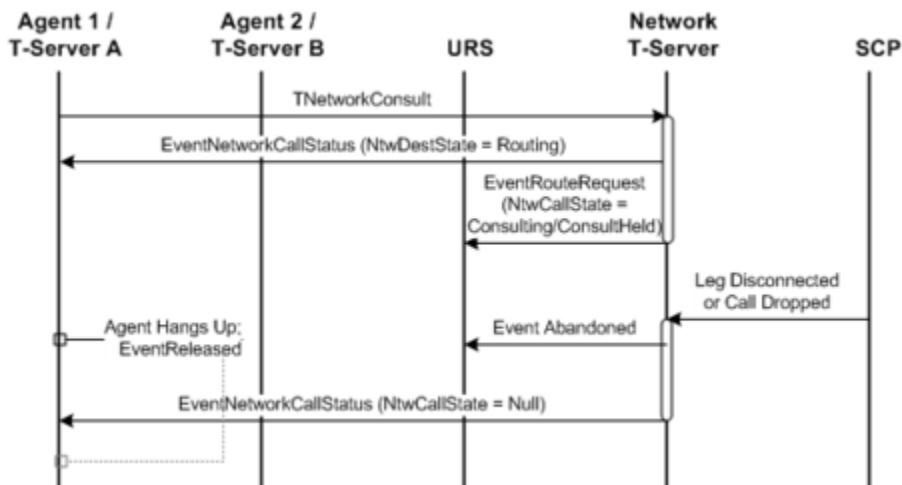 Agent 1 /
T-Server A
Agent 2 /
T-Server B
URS
Network
T-Server
SCP
TNetworkConsult
EventNetworkCallStatus (NtwDestState = Routing)
EventRouteRequest
(NtwCallState =
Consulting/ConsultHeld)
Leg Disconnected
or Call Dropped
Agent Hangs Up:
EventReleased
Event Abandoned
EventNetworkCallStatus (NtwCallState = Null)